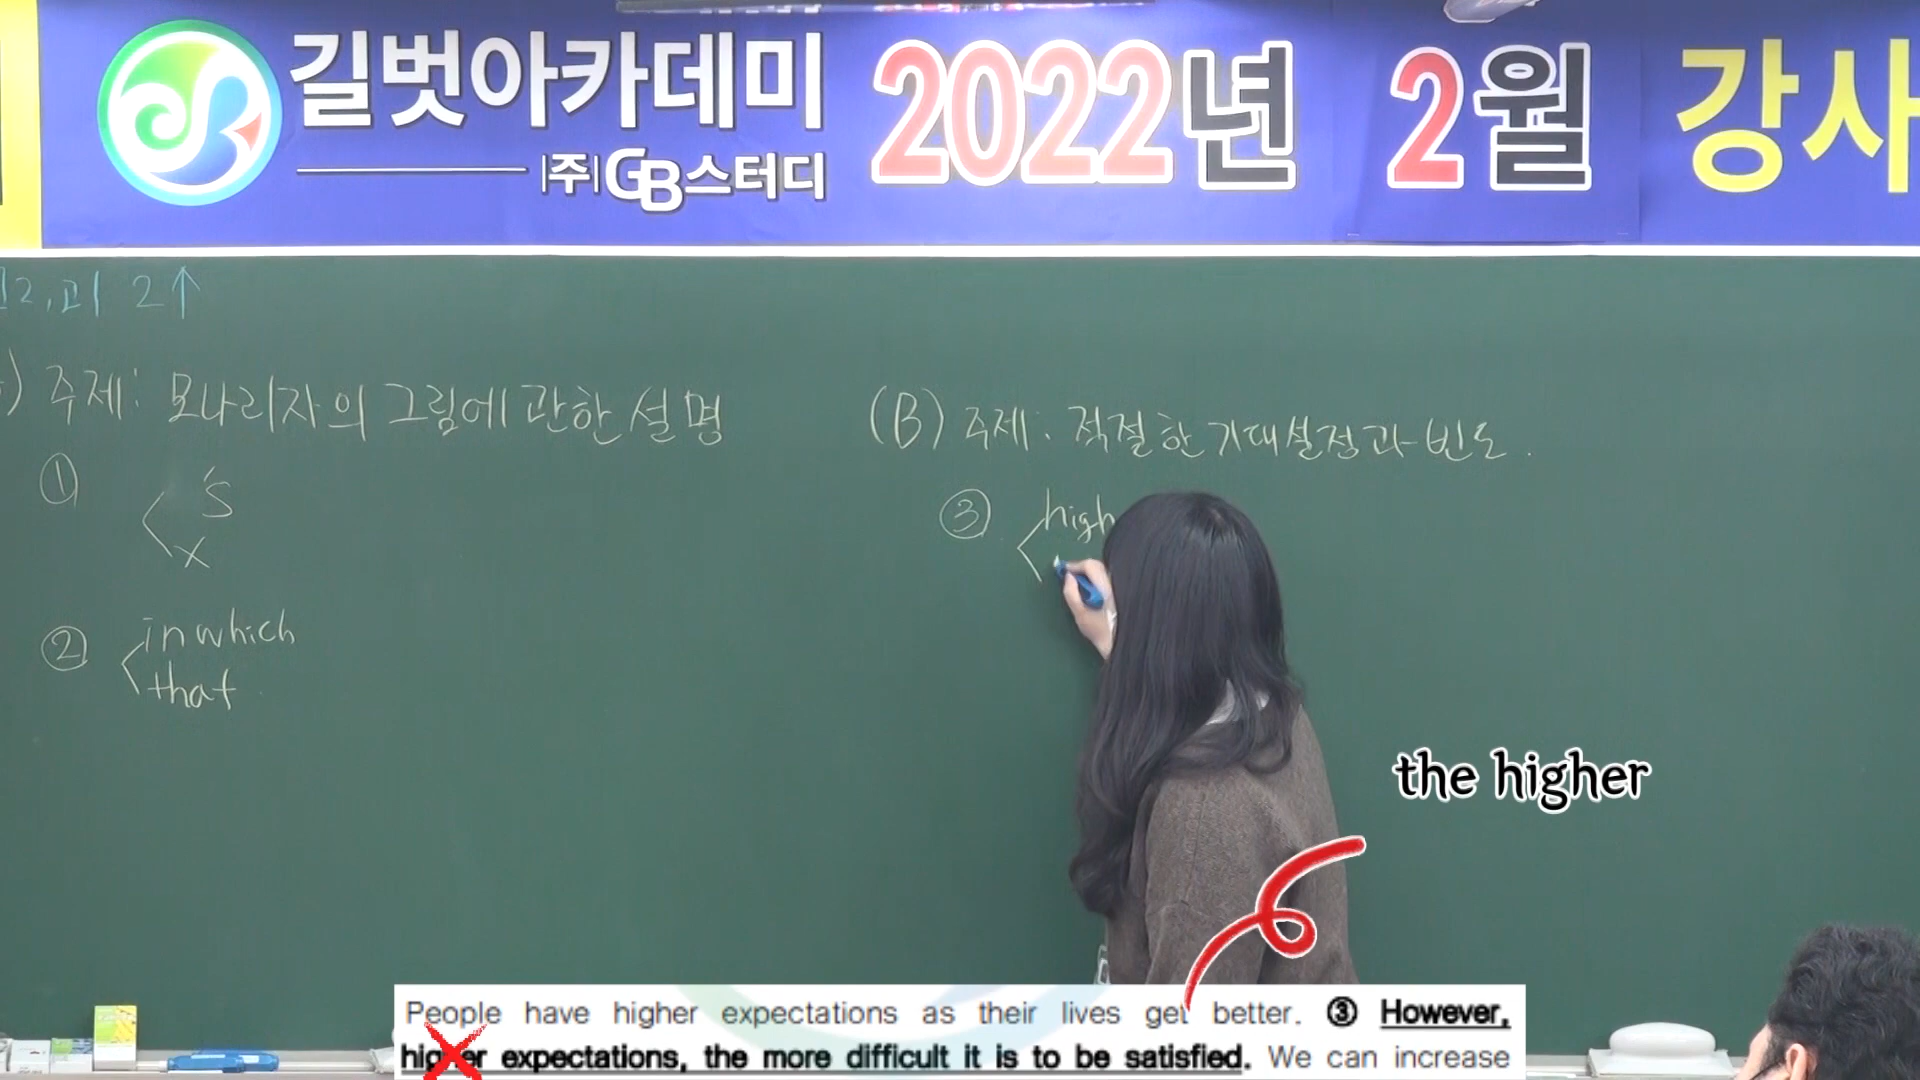 길벗아카데미
|주|GB스터디
2022년 2월 강사
2, 고1 2↑
) 주제: 모나리자의 그림에 관한 설명
① 's
x
② in which
that
(B) 주제: 적절한 기대설정과 빈도.
③ high
the higher
People have higher expectations as their lives get better. ③ However,
higher expectations, the more difficult it is to be satisfied. We can increase